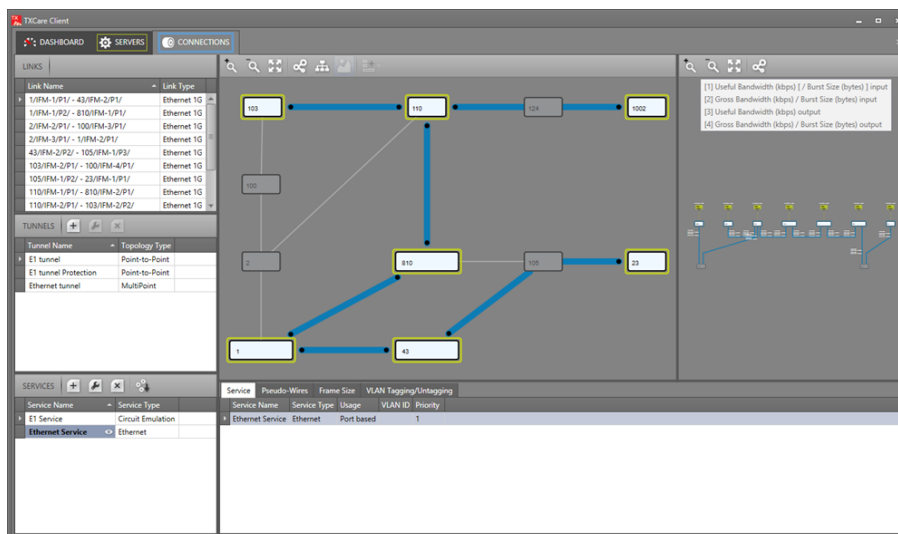 TXCare Client
DASHBOARD SERVERS CONNECTIONS
LINKS
Link Name Link Type
1/IFM-1/P1/ - 43/IFM-2/P1/ Ethernet 1G
1/IFM-1/P2/ - 810/IFM-1/P1/ Ethernet 1G
2/IFM-2/P1/ - 100/IFM-3/P1/ Ethernet 1G
2/IFM-3/P1/ - 1/IFM-2/P1/ Ethernet 1G
43/IFM-2/P2/ - 105/IFM-1/P3/ Ethernet 1G
103/IFM-2/P1/ - 100/IFM-4/P1/ Ethernet 1G
105/IFM-1/P2/ - 23/IFM-1/P1/ Ethernet 1G
110/IFM-1/P1/ - 810/IFM-2/P1/ Ethernet 1G
110/IFM-2/P1/ - 103/IFM-2/P2/ Ethernet 1G
TUNNELS
Tunnel Name Topology Type
E1 tunnel Point-to-Point
E1 tunnel Protection Point-to-Point
Ethernet tunnel MultiPoint
SERVICES
Service Name Service Type
E1 Service Circuit Emulation
Ethernet Service Ethernet
103 110 124 1002
100
2 810 105 23
1 43
[1] Useful Bandwidth (kbps) [ / Burst Size (bytes) ] input
[2] Gross Bandwidth (kbps) / Burst Size (bytes) input
[3] Useful Bandwidth (kbps) output
[4] Gross Bandwidth (kbps) / Burst Size (bytes) output
Service Pseudo-Wires Frame Size VLAN Tagging/Untagging
Service Name Service Type Usage VLAN ID Priority
Ethernet Service Ethernet Port based 1